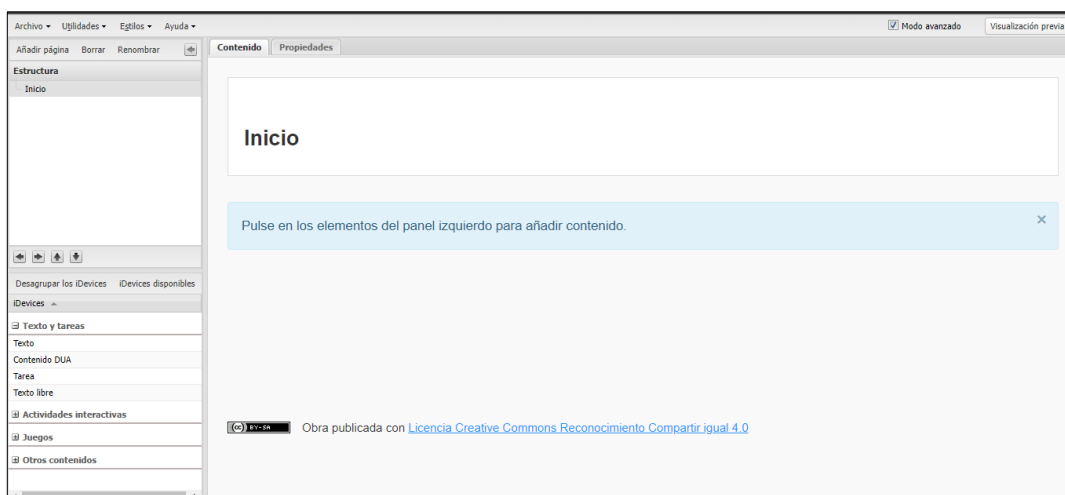 Archivo Utilidades Estilos Ayuda Modo avanzado Visualización previa
Añadir página Borrar Renombrar
Contenido Propiedades
Estructura
Inicio
Inicio
Pulse en los elementos del panel izquierdo para añadir contenido. ×
Desagrupar los iDevices iDevices disponibles
iDevices
Texto y tareas
Texto
Contenido DUA
Tarea
Texto libre
Actividades interactivas
Juegos
Otros contenidos
(cc) BY-SA Obra publicada con Licencia Creative Commons Reconocimiento Compartir igual 4.0